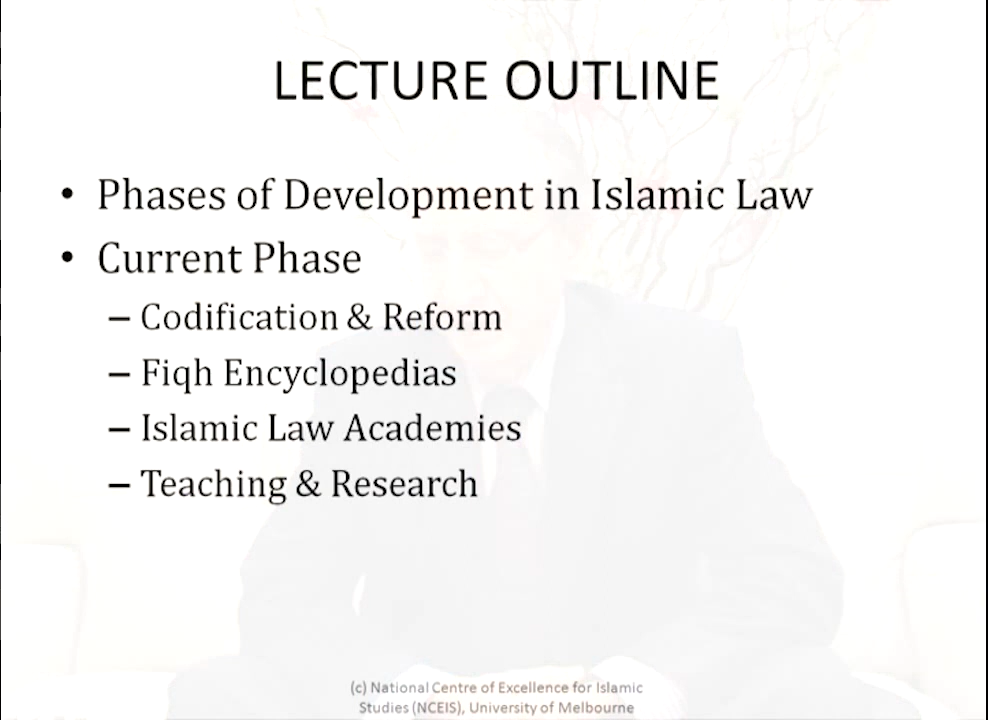 LECTURE OUTLINE
• Phases of Development in Islamic Law
• Current Phase
– Codification & Reform
– Fiqh Encyclopedias
– Islamic Law Academies
– Teaching & Research
(c) National Centre of Excellence for Islamic
Studies (NCEIS), University of Melbourne